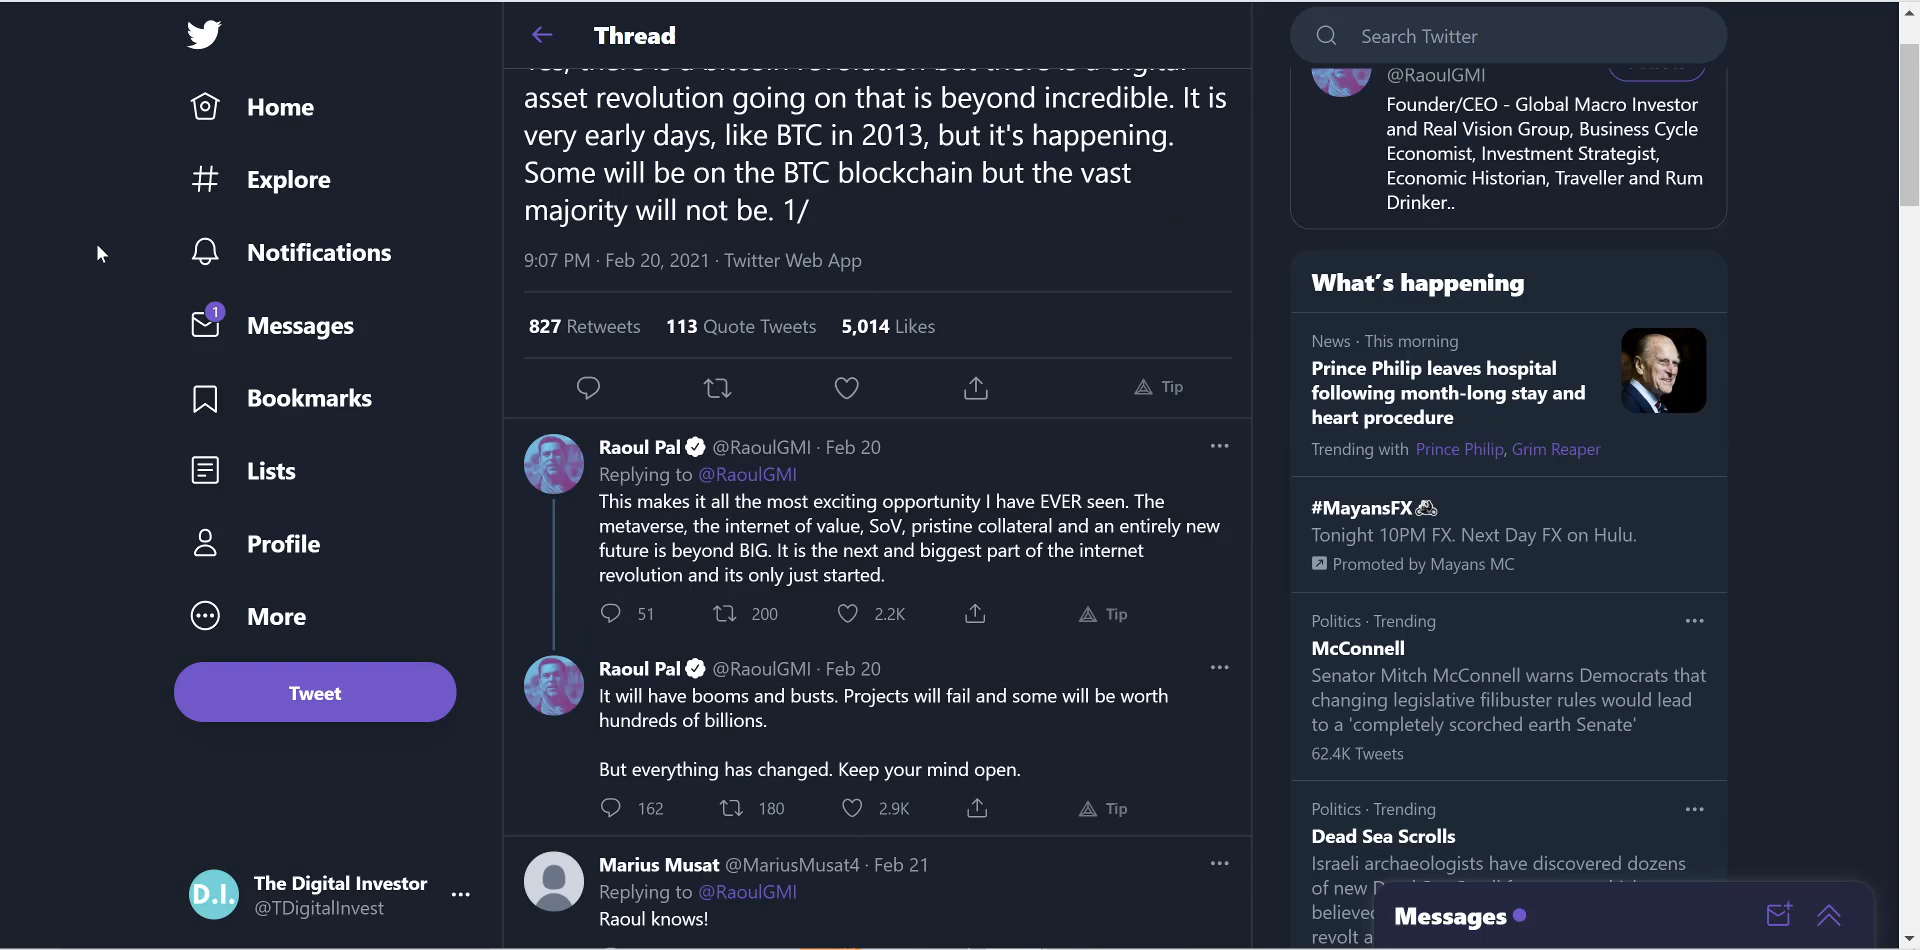 Home
Explore
Notifications
1
Messages
Bookmarks
Lists
Profile
More
Tweet
D.I.
The Digital Investor
@TDigitalInvest
Thread
Yes, there is a bitcoin revolution but there is a digital
asset revolution going on that is beyond incredible. It is
very early days, like BTC in 2013, but it's happening.
Some will be on the BTC blockchain but the vast
majority will not be. 1/
9:07 PM · Feb 20, 2021 · Twitter Web App
827 Retweets 113 Quote Tweets 5,014 Likes
Tip
Raoul Pal @RaoulGMI · Feb 20
Replying to @RaoulGMI
This makes it all the most exciting opportunity I have EVER seen. The
metaverse, the internet of value, SoV, pristine collateral and an entirely new
future is beyond BIG. It is the next and biggest part of the internet
revolution and its only just started.
51 200 2.2K Tip
Raoul Pal @RaoulGMI · Feb 20
It will have booms and busts. Projects will fail and some will be worth
hundreds of billions.
But everything has changed. Keep your mind open.
162 180 2.9K Tip
Marius Musat @MariusMusat4 · Feb 21
Replying to @RaoulGMI
Raoul knows!
Search Twitter
@RaoulGMI
Founder/CEO - Global Macro Investor
and Real Vision Group, Business Cycle
Economist, Investment Strategist,
Economic Historian, Traveller and Rum
Drinker..
What's happening
News · This morning
Prince Philip leaves hospital
following month-long stay and
heart procedure
Trending with Prince Philip, Grim Reaper
#MayansFX
Tonight 10PM FX. Next Day FX on Hulu.
Promoted by Mayans MC
Politics · Trending
McConnell
Senator Mitch McConnell warns Democrats that
changing legislative filibuster rules would lead
to a 'completely scorched earth Senate'
62.4K Tweets
Politics · Trending
Dead Sea Scrolls
Israeli archaeologists have discovered dozens
of new
believe
revolt a
Messages